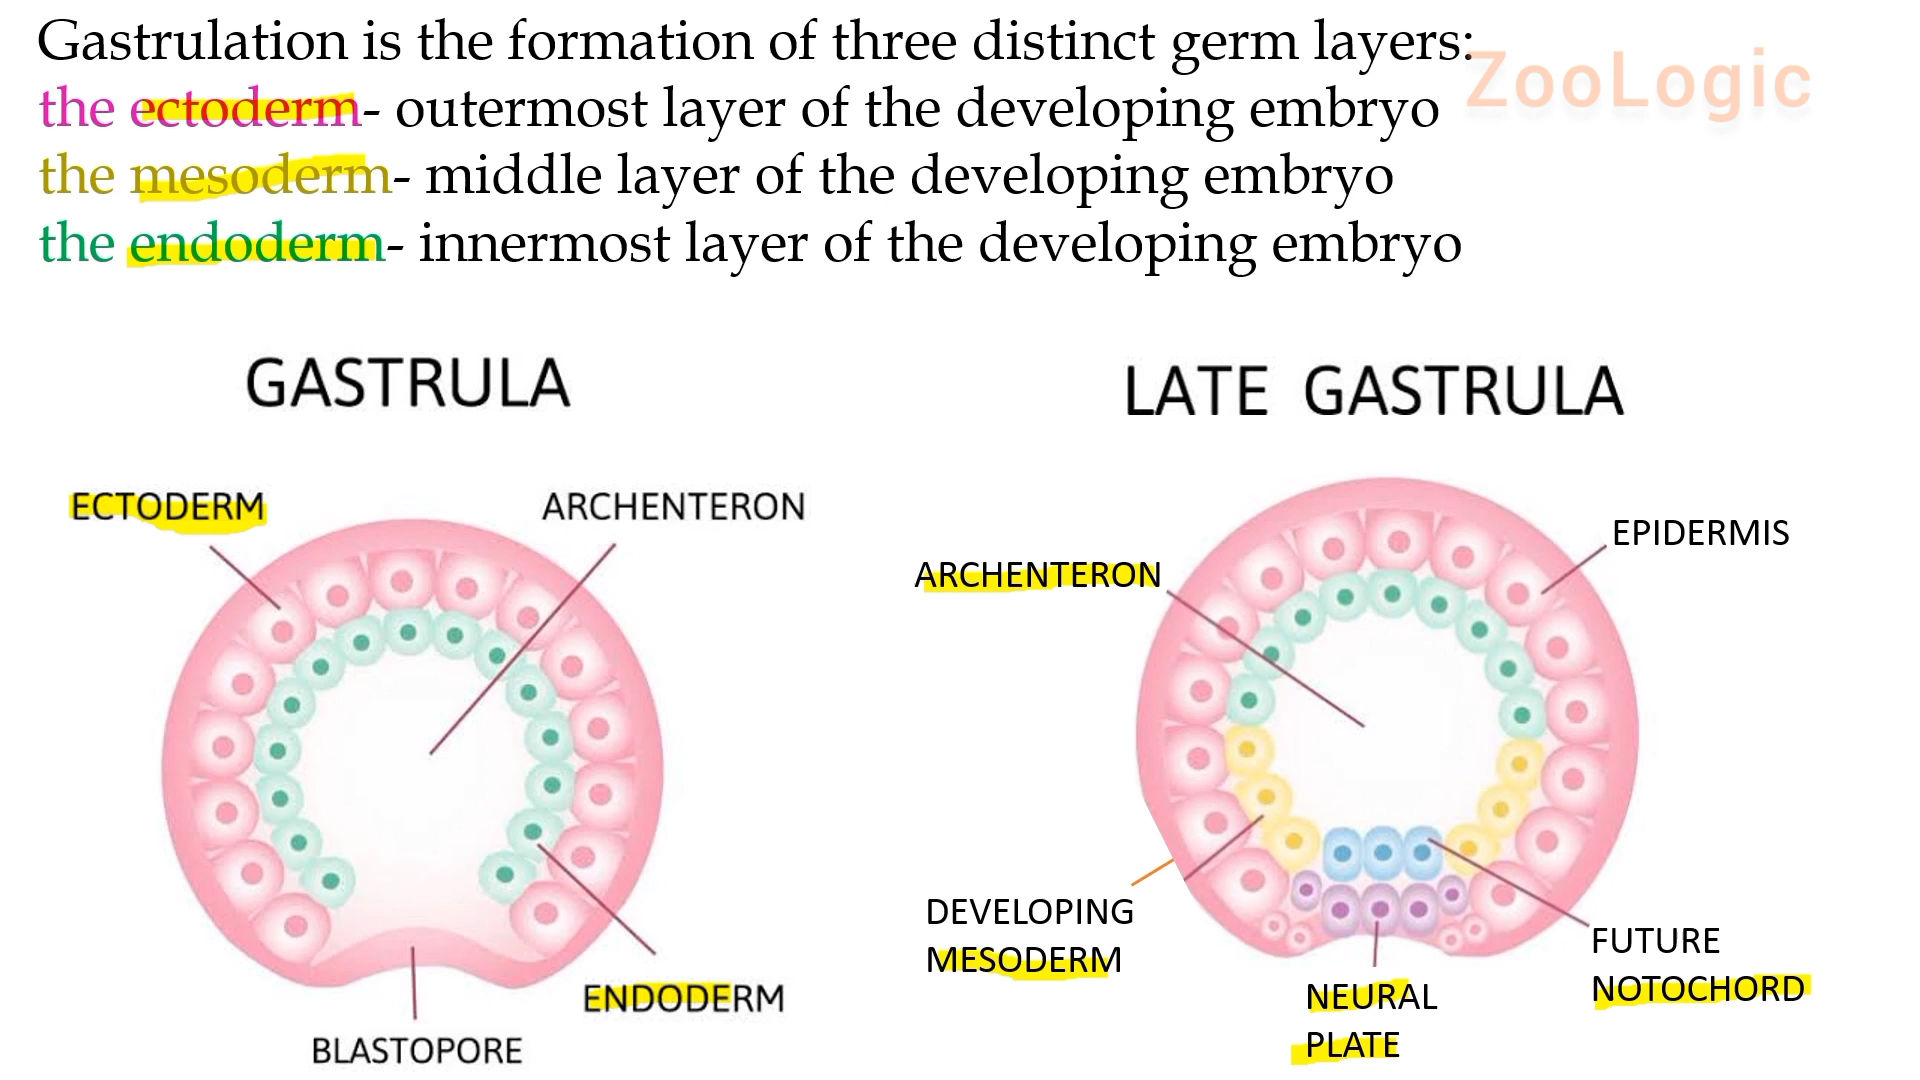 Gastrulation is the formation of three distinct germ layers:
ZooLogic
the ectoderm- outermost layer of the developing embryo
the mesoderm- middle layer of the developing embryo
the endoderm- innermost layer of the developing embryo
GASTRULA
ECTODERM
ARCHENTERON
ENDODERM
BLASTOPORE
LATE GASTRULA
EPIDERMIS
ARCHENTERON
DEVELOPING
MESODERM
FUTURE
NOTOCHORD
NEURAL
PLATE